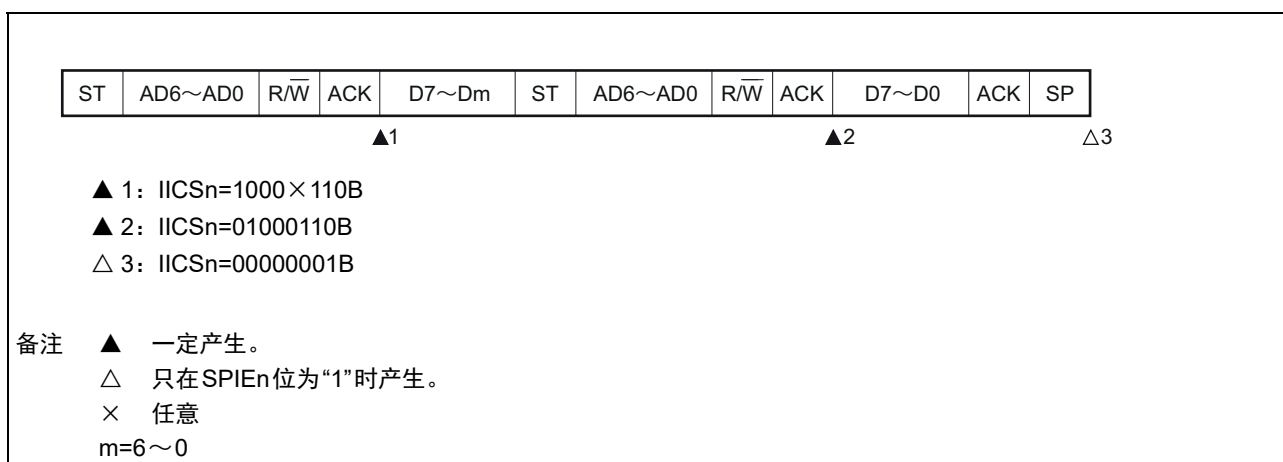 ST AD6～AD0 R/W̅ ACK D7～Dm ST AD6～AD0 R/W̅ ACK D7～D0 ACK SP
▲1 ▲2 △3
▲ 1：IICSn=1000×110B
▲ 2：IICSn=01000110B
△ 3：IICSn=00000001B
备注 ▲ 一定产生。
△ 只在SPIEn位为“1”时产生。
× 任意
m=6～0